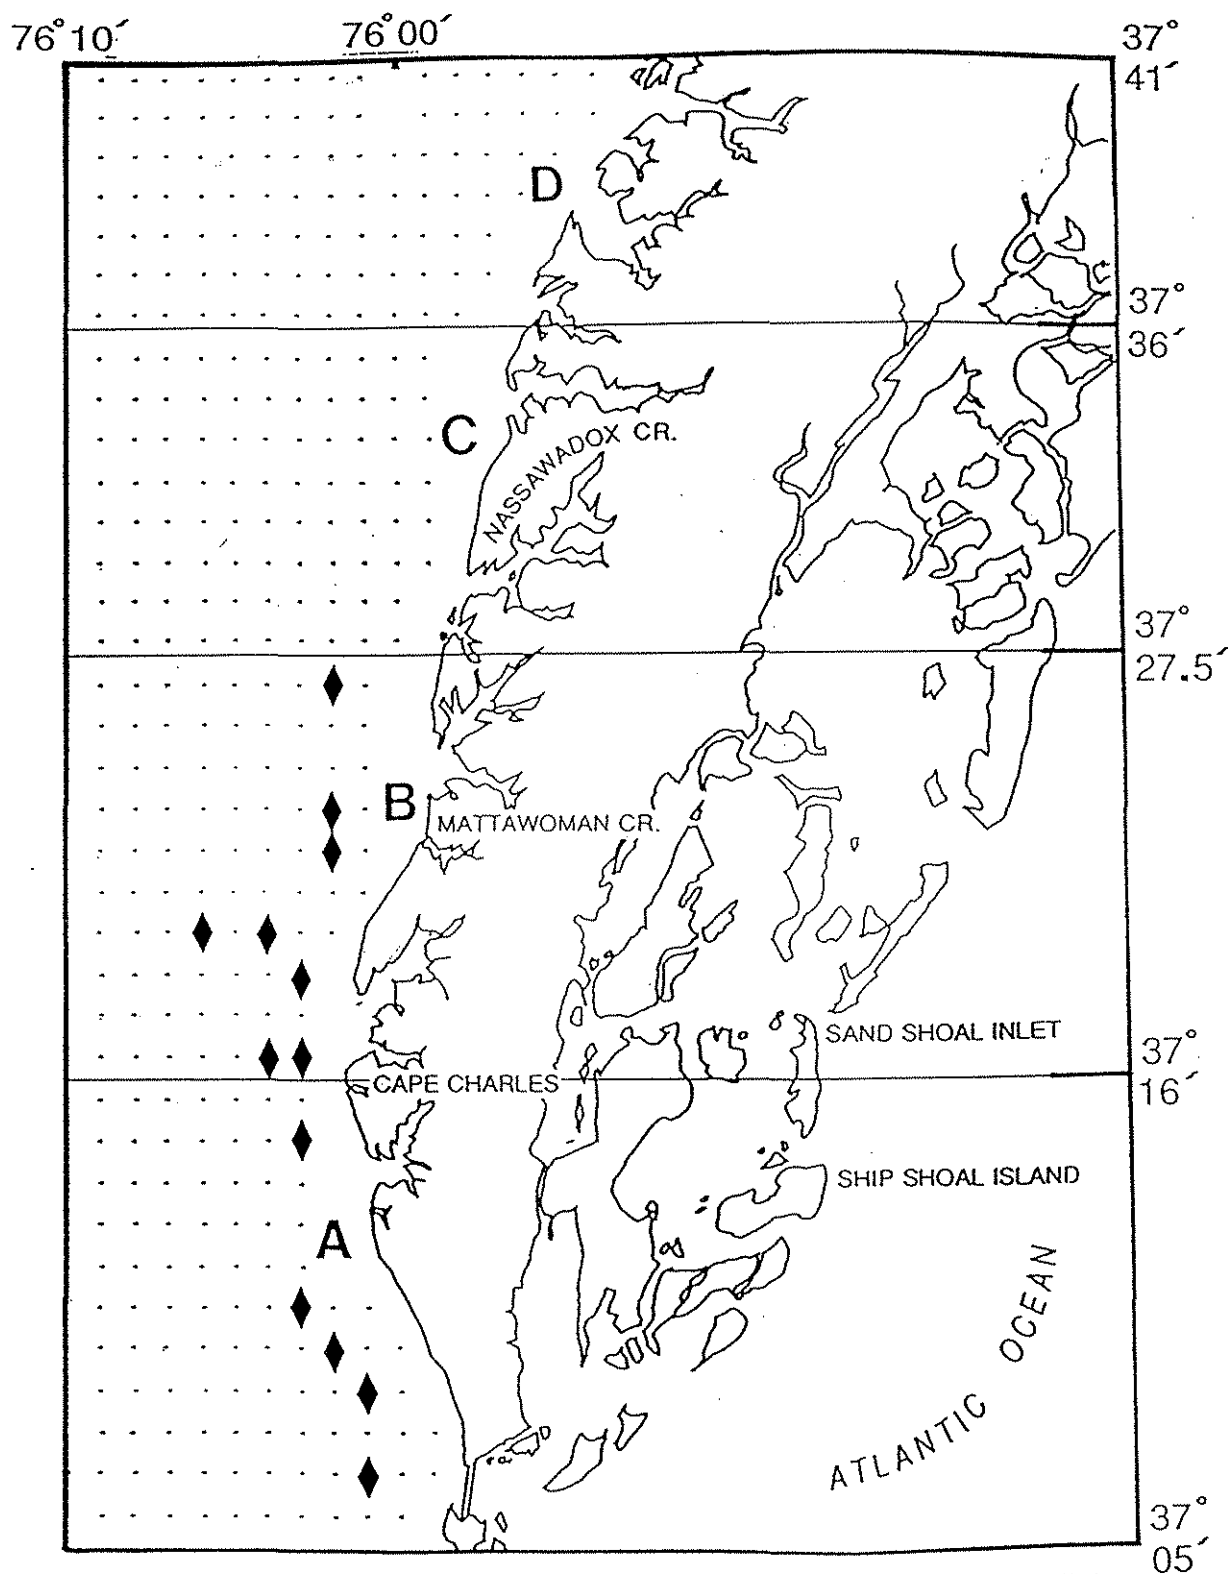 76°10´
76°00´
37°
41´
D
37°
36´
C
NASSAWADOX CR.
37°
27.5´
B
MATTAWOMAN CR.
SAND SHOAL INLET
37°
16´
CAPE CHARLES
SHIP SHOAL ISLAND
A
ATLANTIC OCEAN
37°
05´